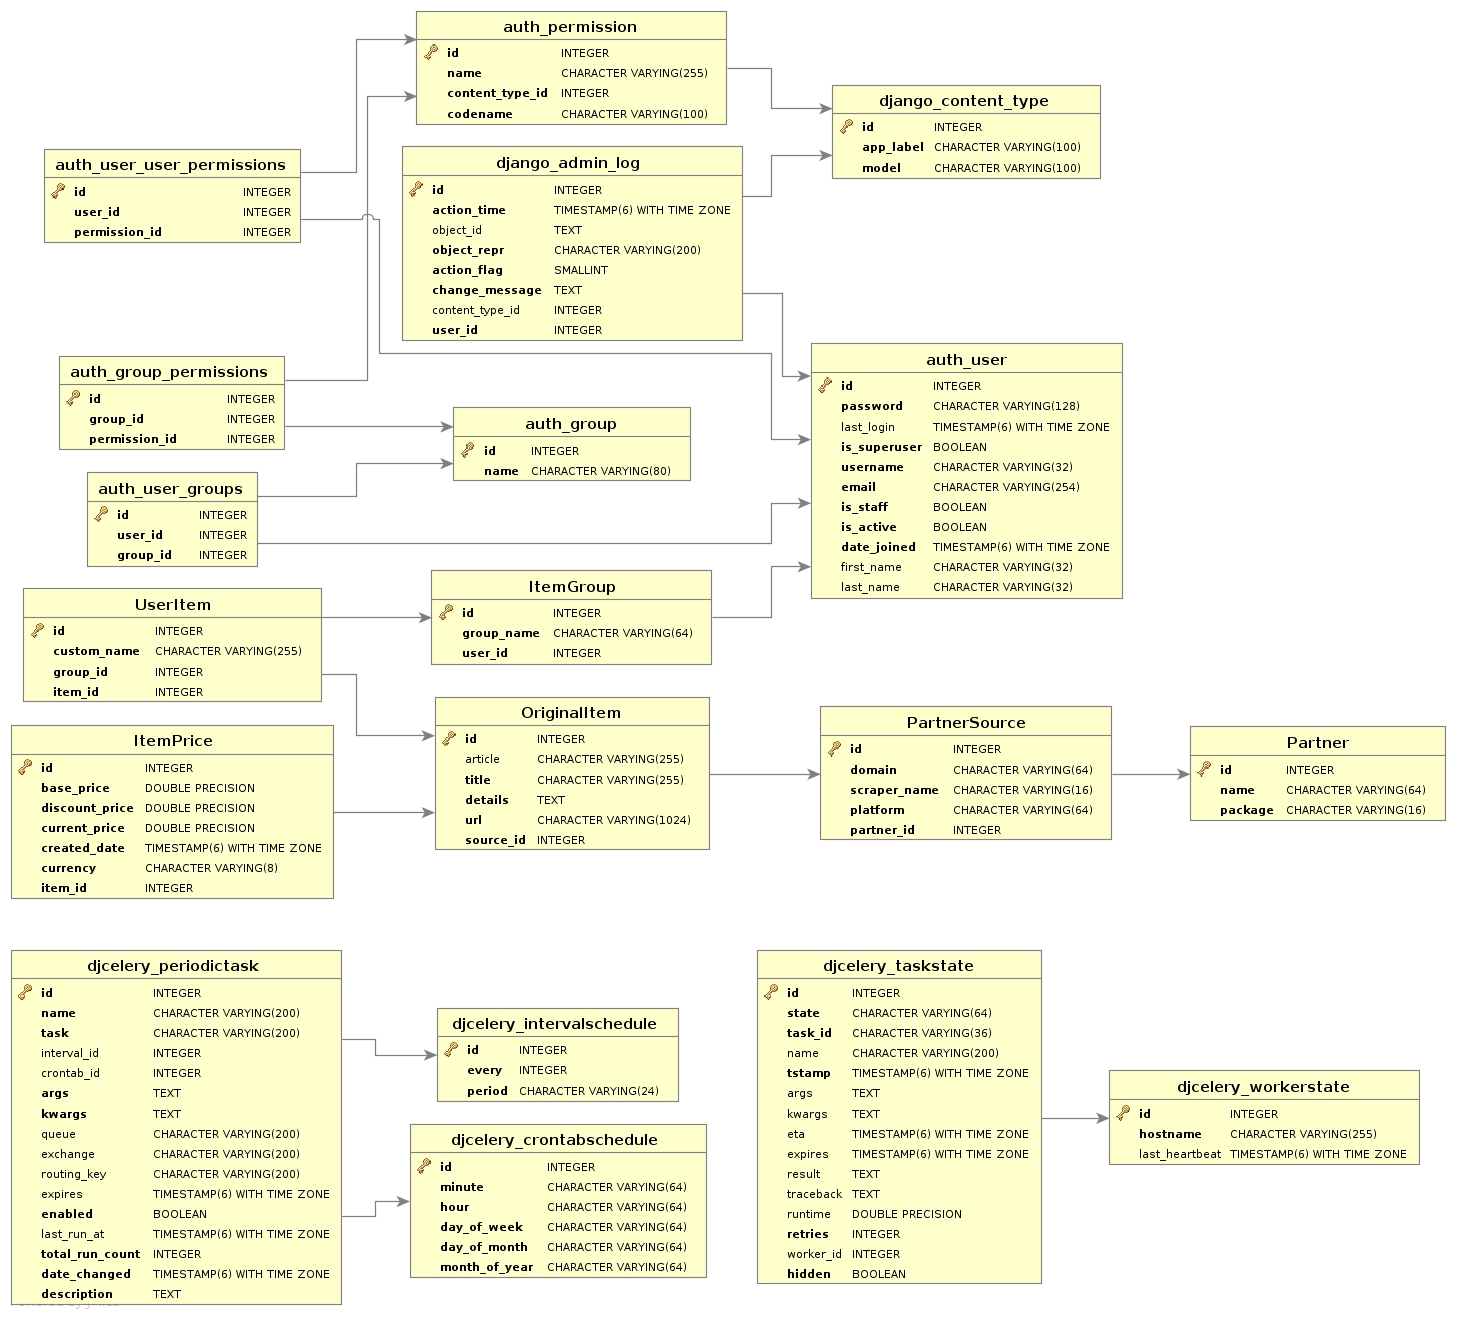 auth_permission
id INTEGER
name CHARACTER VARYING(255)
content_type_id INTEGER
codename CHARACTER VARYING(100)
django_content_type
id INTEGER
app_label CHARACTER VARYING(100)
model CHARACTER VARYING(100)
auth_user_user_permissions
id INTEGER
user_id INTEGER
permission_id INTEGER
django_admin_log
id INTEGER
action_time TIMESTAMP(6) WITH TIME ZONE
object_id TEXT
object_repr CHARACTER VARYING(200)
action_flag SMALLINT
change_message TEXT
content_type_id INTEGER
user_id INTEGER
auth_group_permissions
id INTEGER
group_id INTEGER
permission_id INTEGER
auth_group
id INTEGER
name CHARACTER VARYING(80)
auth_user
id INTEGER
password CHARACTER VARYING(128)
last_login TIMESTAMP(6) WITH TIME ZONE
is_superuser BOOLEAN
username CHARACTER VARYING(32)
email CHARACTER VARYING(254)
is_staff BOOLEAN
is_active BOOLEAN
date_joined TIMESTAMP(6) WITH TIME ZONE
first_name CHARACTER VARYING(32)
last_name CHARACTER VARYING(32)
auth_user_groups
id INTEGER
user_id INTEGER
group_id INTEGER
UserItem
id INTEGER
custom_name CHARACTER VARYING(255)
group_id INTEGER
item_id INTEGER
ItemGroup
id INTEGER
group_name CHARACTER VARYING(64)
user_id INTEGER
ItemPrice
id INTEGER
base_price DOUBLE PRECISION
discount_price DOUBLE PRECISION
current_price DOUBLE PRECISION
created_date TIMESTAMP(6) WITH TIME ZONE
currency CHARACTER VARYING(8)
item_id INTEGER
OriginalItem
id INTEGER
article CHARACTER VARYING(255)
title CHARACTER VARYING(255)
details TEXT
url CHARACTER VARYING(1024)
source_id INTEGER
PartnerSource
id INTEGER
domain CHARACTER VARYING(64)
scraper_name CHARACTER VARYING(16)
platform CHARACTER VARYING(64)
partner_id INTEGER
Partner
id INTEGER
name CHARACTER VARYING(64)
package CHARACTER VARYING(16)
djcelery_periodictask
id INTEGER
name CHARACTER VARYING(200)
task CHARACTER VARYING(200)
interval_id INTEGER
crontab_id INTEGER
args TEXT
kwargs TEXT
queue CHARACTER VARYING(200)
exchange CHARACTER VARYING(200)
routing_key CHARACTER VARYING(200)
expires TIMESTAMP(6) WITH TIME ZONE
enabled BOOLEAN
last_run_at TIMESTAMP(6) WITH TIME ZONE
total_run_count INTEGER
date_changed TIMESTAMP(6) WITH TIME ZONE
description TEXT
djcelery_intervalschedule
id INTEGER
every INTEGER
period CHARACTER VARYING(24)
djcelery_crontabschedule
id INTEGER
minute CHARACTER VARYING(64)
hour CHARACTER VARYING(64)
day_of_week CHARACTER VARYING(64)
day_of_month CHARACTER VARYING(64)
month_of_year CHARACTER VARYING(64)
djcelery_taskstate
id INTEGER
state CHARACTER VARYING(64)
task_id CHARACTER VARYING(36)
name CHARACTER VARYING(200)
tstamp TIMESTAMP(6) WITH TIME ZONE
args TEXT
kwargs TEXT
eta TIMESTAMP(6) WITH TIME ZONE
expires TIMESTAMP(6) WITH TIME ZONE
result TEXT
traceback TEXT
runtime DOUBLE PRECISION
retries INTEGER
worker_id INTEGER
hidden BOOLEAN
djcelery_workerstate
id INTEGER
hostname CHARACTER VARYING(255)
last_heartbeat TIMESTAMP(6) WITH TIME ZONE